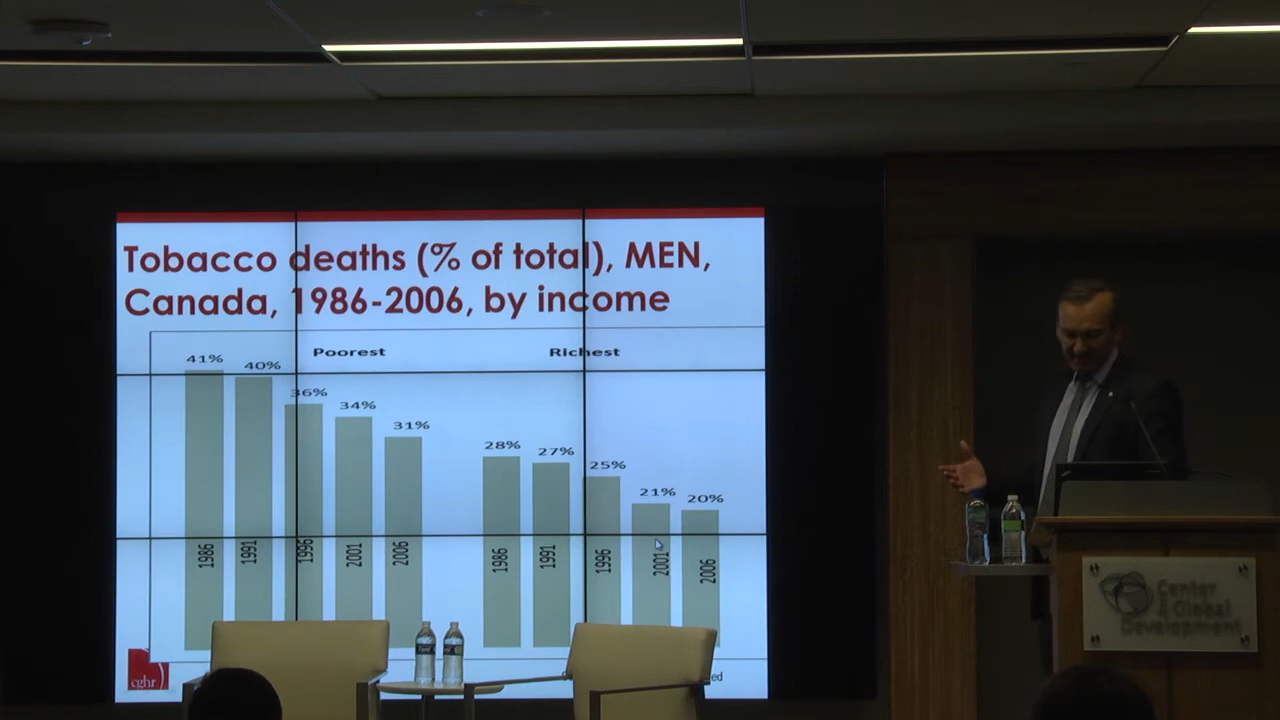 Tobacco deaths (% of total), MEN,
Canada, 1986-2006, by income
Poorest
Richest
41%
40%
36%
34%
31%
28%
27%
25%
21%
20%
1986
1991
1996
2001
2006
1986
1991
1996
2001
2006
cghr
ed
Center
Global
Development